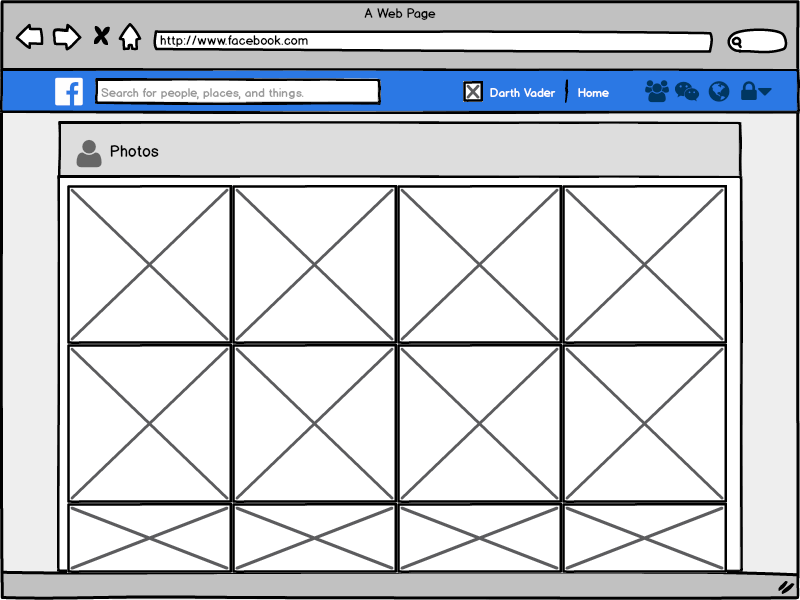 A Web Page
http://www.facebook.com
f
Search for people, places, and things.
Darth Vader
Home
Photos